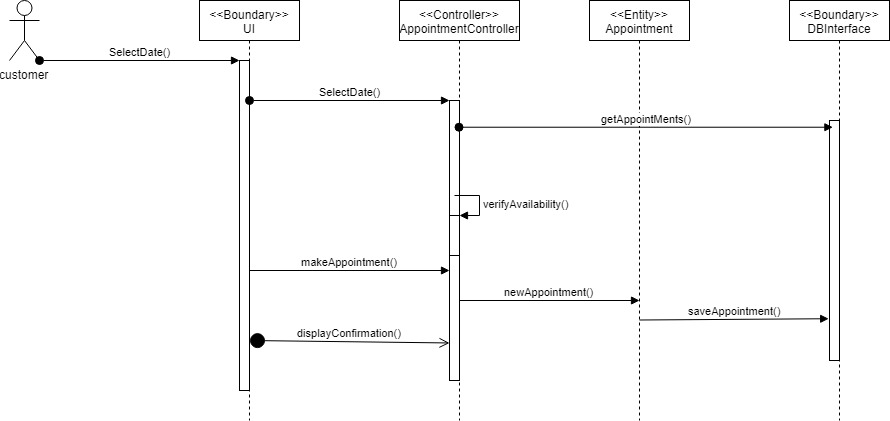 <<Boundary>>
UI
<<Controller>>
AppointmentController
<<Entity>>
Appointment
<<Boundary>>
DBInterface
customer
SelectDate()
SelectDate()
getAppointMents()
verifyAvailability()
makeAppointment()
newAppointment()
saveAppointment()
displayConfirmation()